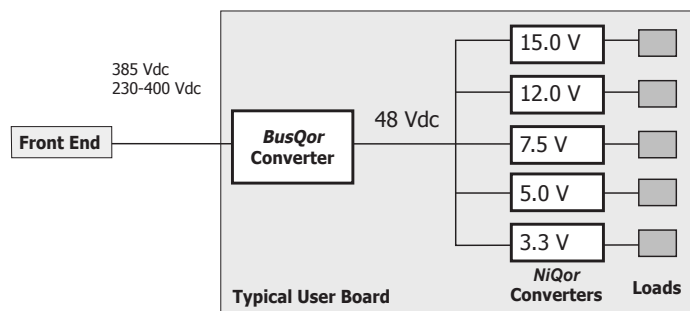 385 Vdc
230-400 Vdc
Front End
BusQor
Converter
48 Vdc
15.0 V
12.0 V
7.5 V
5.0 V
3.3 V
NiQor
Converters
Loads
Typical User Board